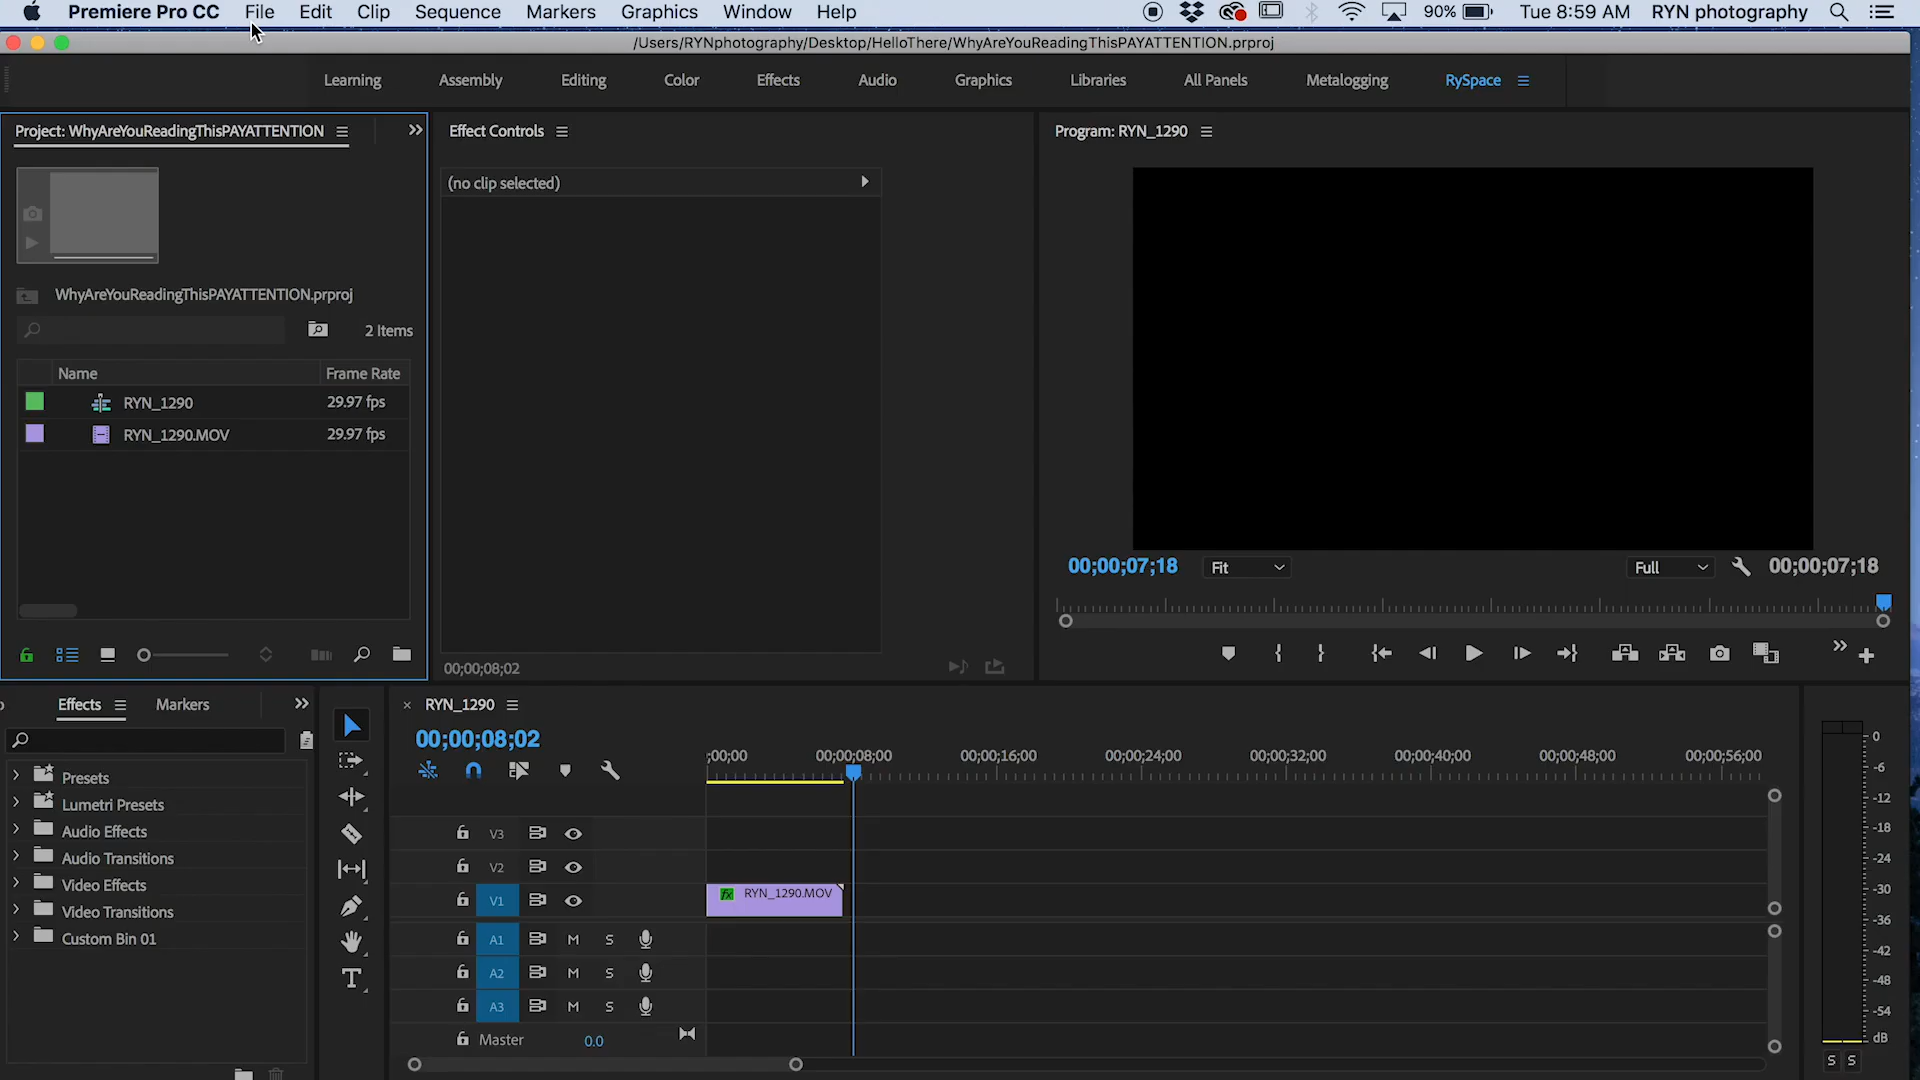 Premiere Pro CC File Edit Clip Sequence Markers Graphics Window Help 90% Tue 8:59 AM RYN photography
/Users/RYNphotography/Desktop/HelloThere/WhyAreYouReadingThisPAYATTENTION.prproj
Learning Assembly Editing Color Effects Audio Graphics Libraries All Panels Metalogging RySpace
Project: WhyAreYouReadingThisPAYATTENTION
WhyAreYouReadingThisPAYATTENTION.prproj
2 Items
Name Frame Rate
RYN_1290 29.97 fps
RYN_1290.MOV 29.97 fps
Effect Controls
(no clip selected)
00;00;08;02
Program: RYN_1290
00;00;07;18 Fit Full 00;00;07;18
Effects Markers
Presets
Lumetri Presets
Audio Effects
Audio Transitions
Video Effects
Video Transitions
Custom Bin 01
T
RYN_1290
00;00;08;02
;00;00 00;00;08;00 00;00;16;00 00;00;24;00 00;00;32;00 00;00;40;00 00;00;48;00 00;00;56;00
V3
V2
V1 fx RYN_1290.MOV
A1 M S
A2 M S
A3 M S
Master 0.0
0
-6
-12
-18
-24
-30
-36
-42
-48
-54
dB
S S